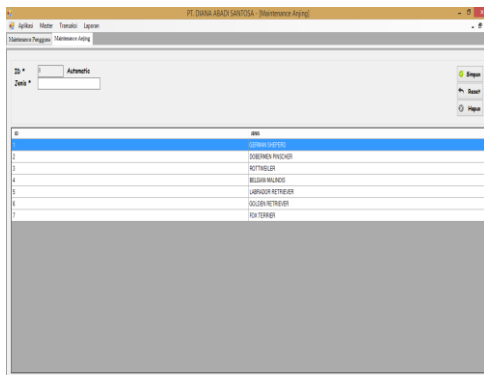 PT. DIANA ABADI SANTOSA - [Maintenance Anjing]
Aplikasi Master Transaksi Laporan
Maintenance Pengguna Maintenance Anjing
ID * Automatic
Jenis *
Simpan
Reset
Hapus
ID JENIS
1 GERMAN SHEPERD
2 DOBERMEN PINSCHER
3 ROTTWEILER
4 BELGIAN MALINOIS
5 LABRADOR RETRIEVER
6 GOLDEN RETRIEVER
7 FOX TERRIER